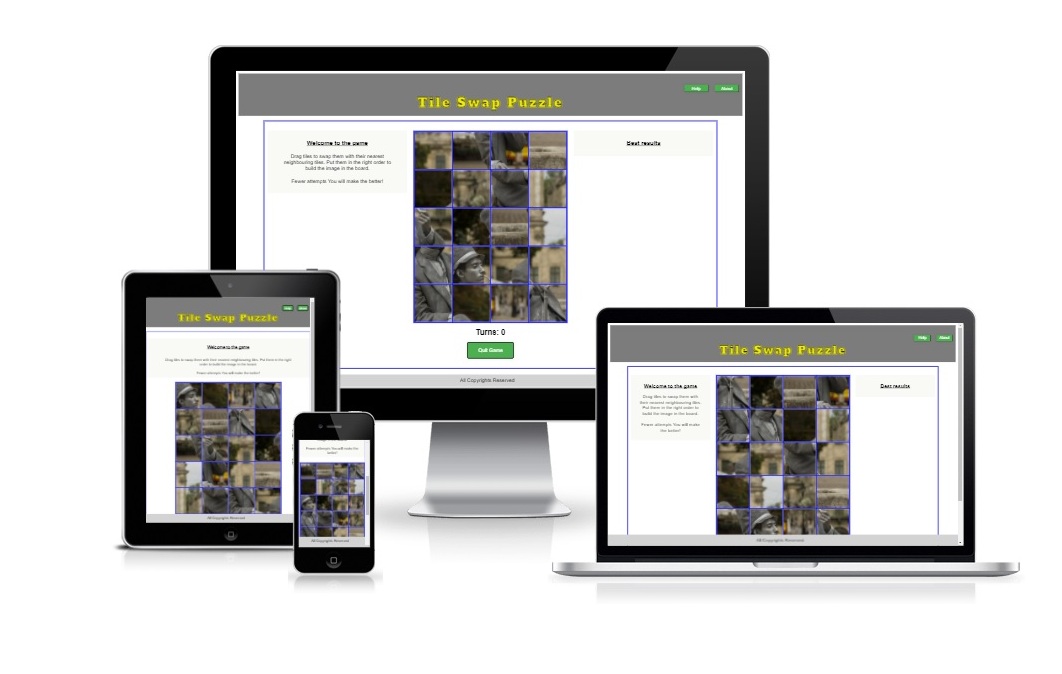 Help
About
Tile Swap Puzzle
Welcome to the game
Drag tiles to swap them with their nearest
neighbouring tiles. Put them in the right order to
build the image in the board.
Fewer attempts You will make the better!
Best results
Turns: 0
Quit Game
All Copyrights Reserved
Help
About
Tile Swap Puzzle
Welcome to the game
Drag tiles to swap them with their nearest neighbouring tiles. Put them in the right
order to build the image in the board.
Fewer attempts You will make the better!
All Copyrights Reserved
Fewer attempts You will make the
better!
All Copyrights Reserved
Help
About
Tile Swap Puzzle
Welcome to the game
Drag tiles to swap them with
their nearest neighbouring tiles.
Put them in the right order to
build the image in the board.
Fewer attempts You will make
the better!
Best results
All Copyrights Reserved